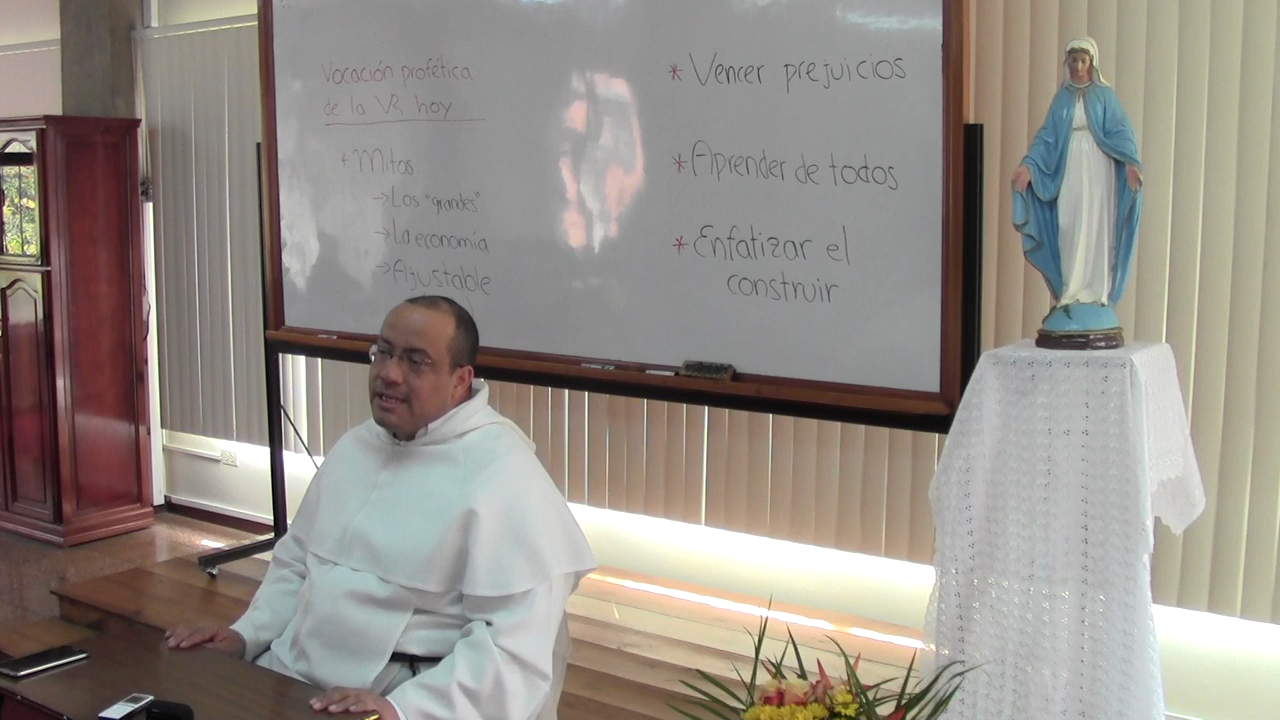 Vocación profética
de la VR hoy
+ Mitos
→ Los "grandes"
→ La economía
→ Ajustable
* Vencer prejuicios
* Aprender de todos
* Enfatizar el
construir